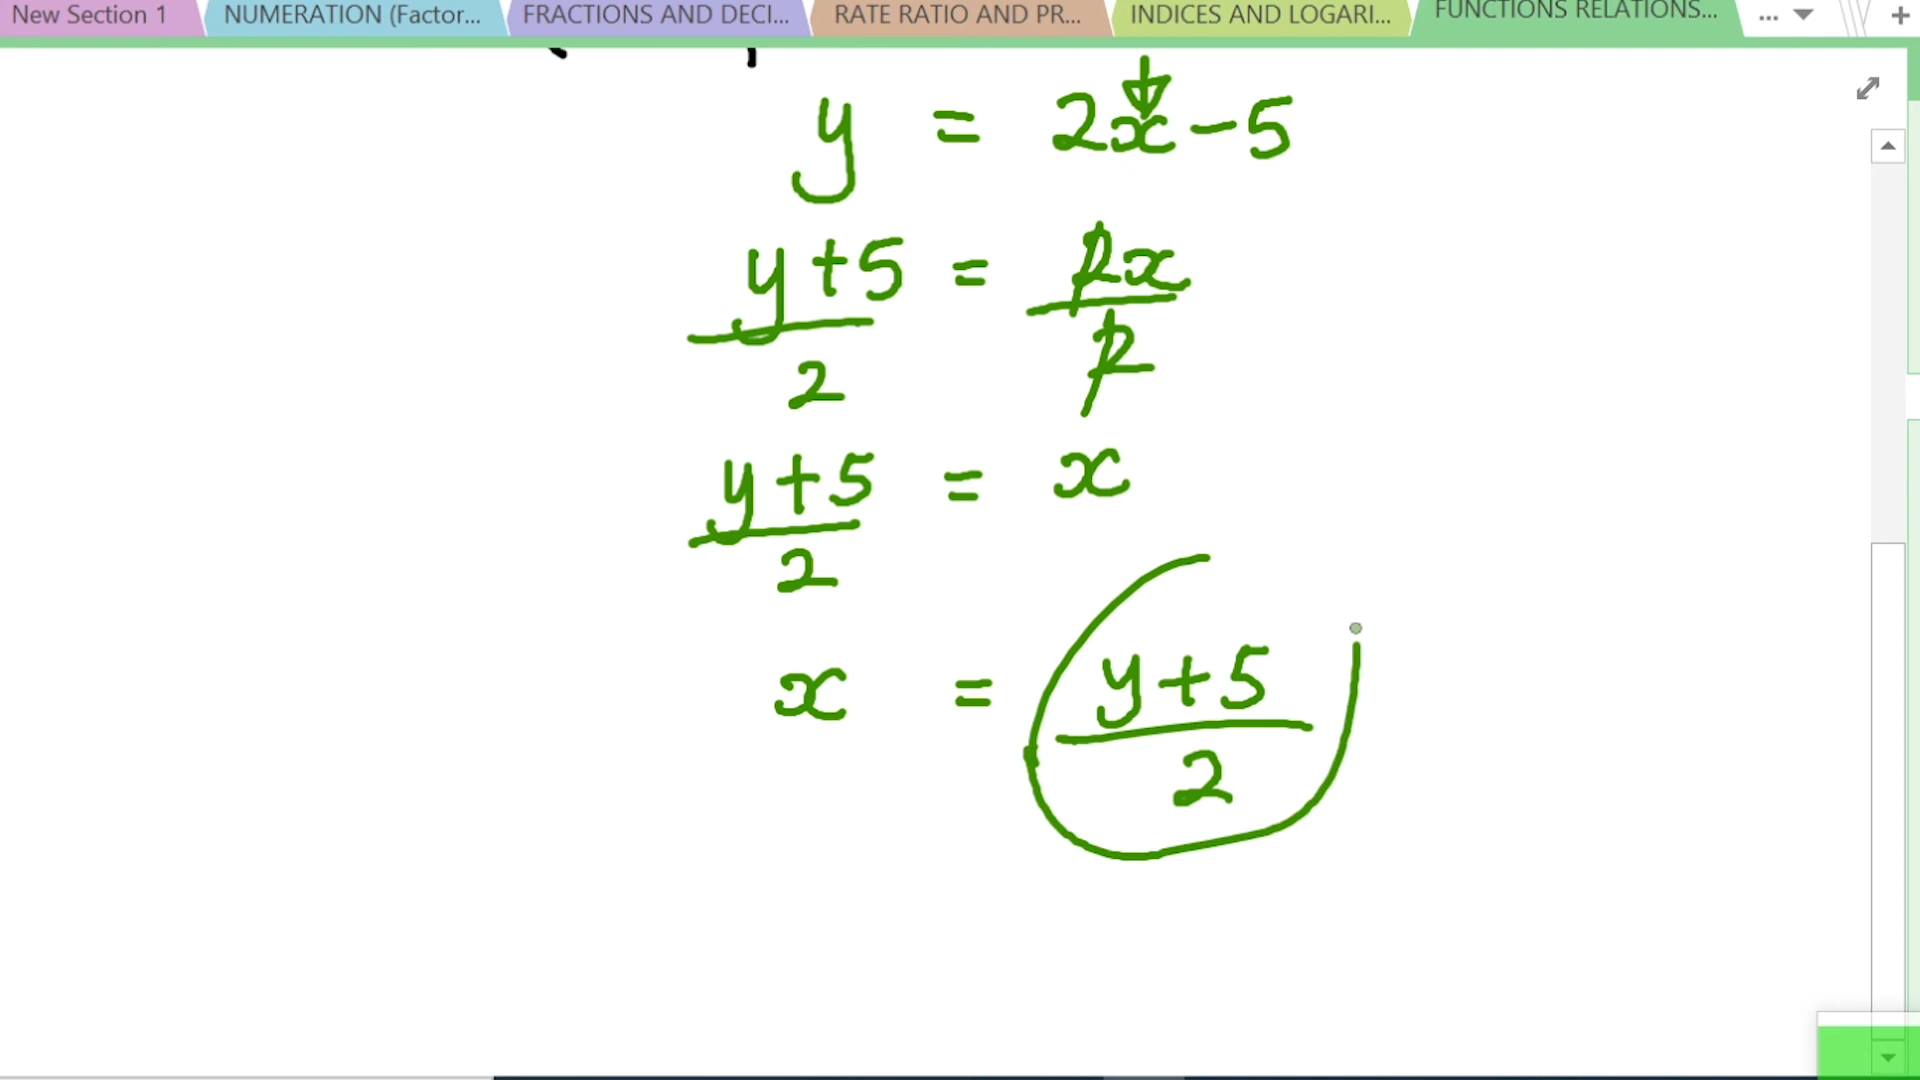 New Section 1 NUMERATION (Factor... FRACTIONS AND DECI... RATE RATIO AND PR... INDICES AND LOGARI... FUNCTIONS RELATIONS... ... +
y = 2x - 5
y + 5 = 2x
2 2
y + 5 = x
2
x = y + 5
2